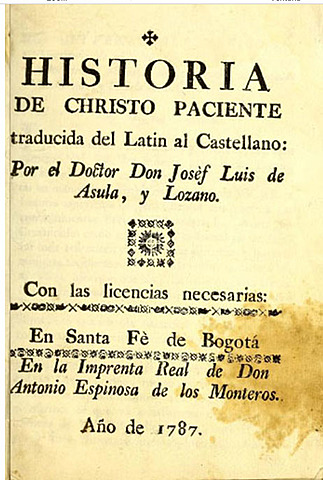 HISTORIA
DE CHRISTO PACIENTE
traducida del Latin al Castellano:
Por el Doctor Don Josèf Luis de
Asula, y Lozano.
Con las licencias necesarias:
En Santa Fè de Bogotá
En la Imprenta Real de Don
Antonio Espinosa de los Monteros.
Año de 1787.